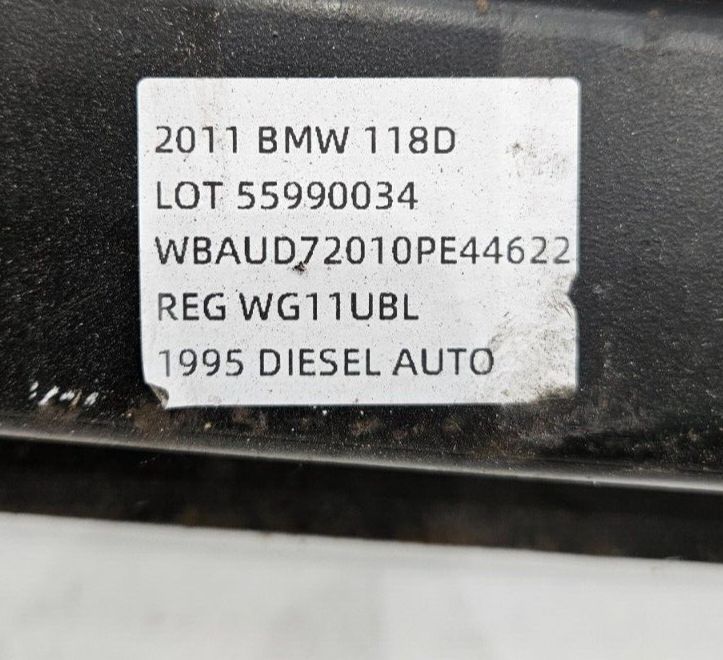 2011 BMW 118D
LOT 55990034
WBAUD72010PE44622
REG WG11UBL
1995 DIESEL AUTO